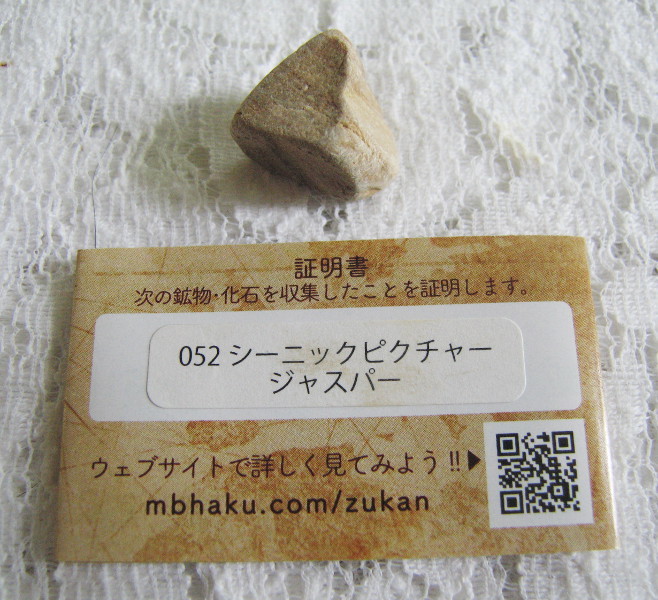 証明書
次の鉱物・化石を収集したことを証明します。
052 シーニックピクチャー
ジャスパー
ウェブサイトで詳しく見てみよう!!▶
mbhaku.com/zukan